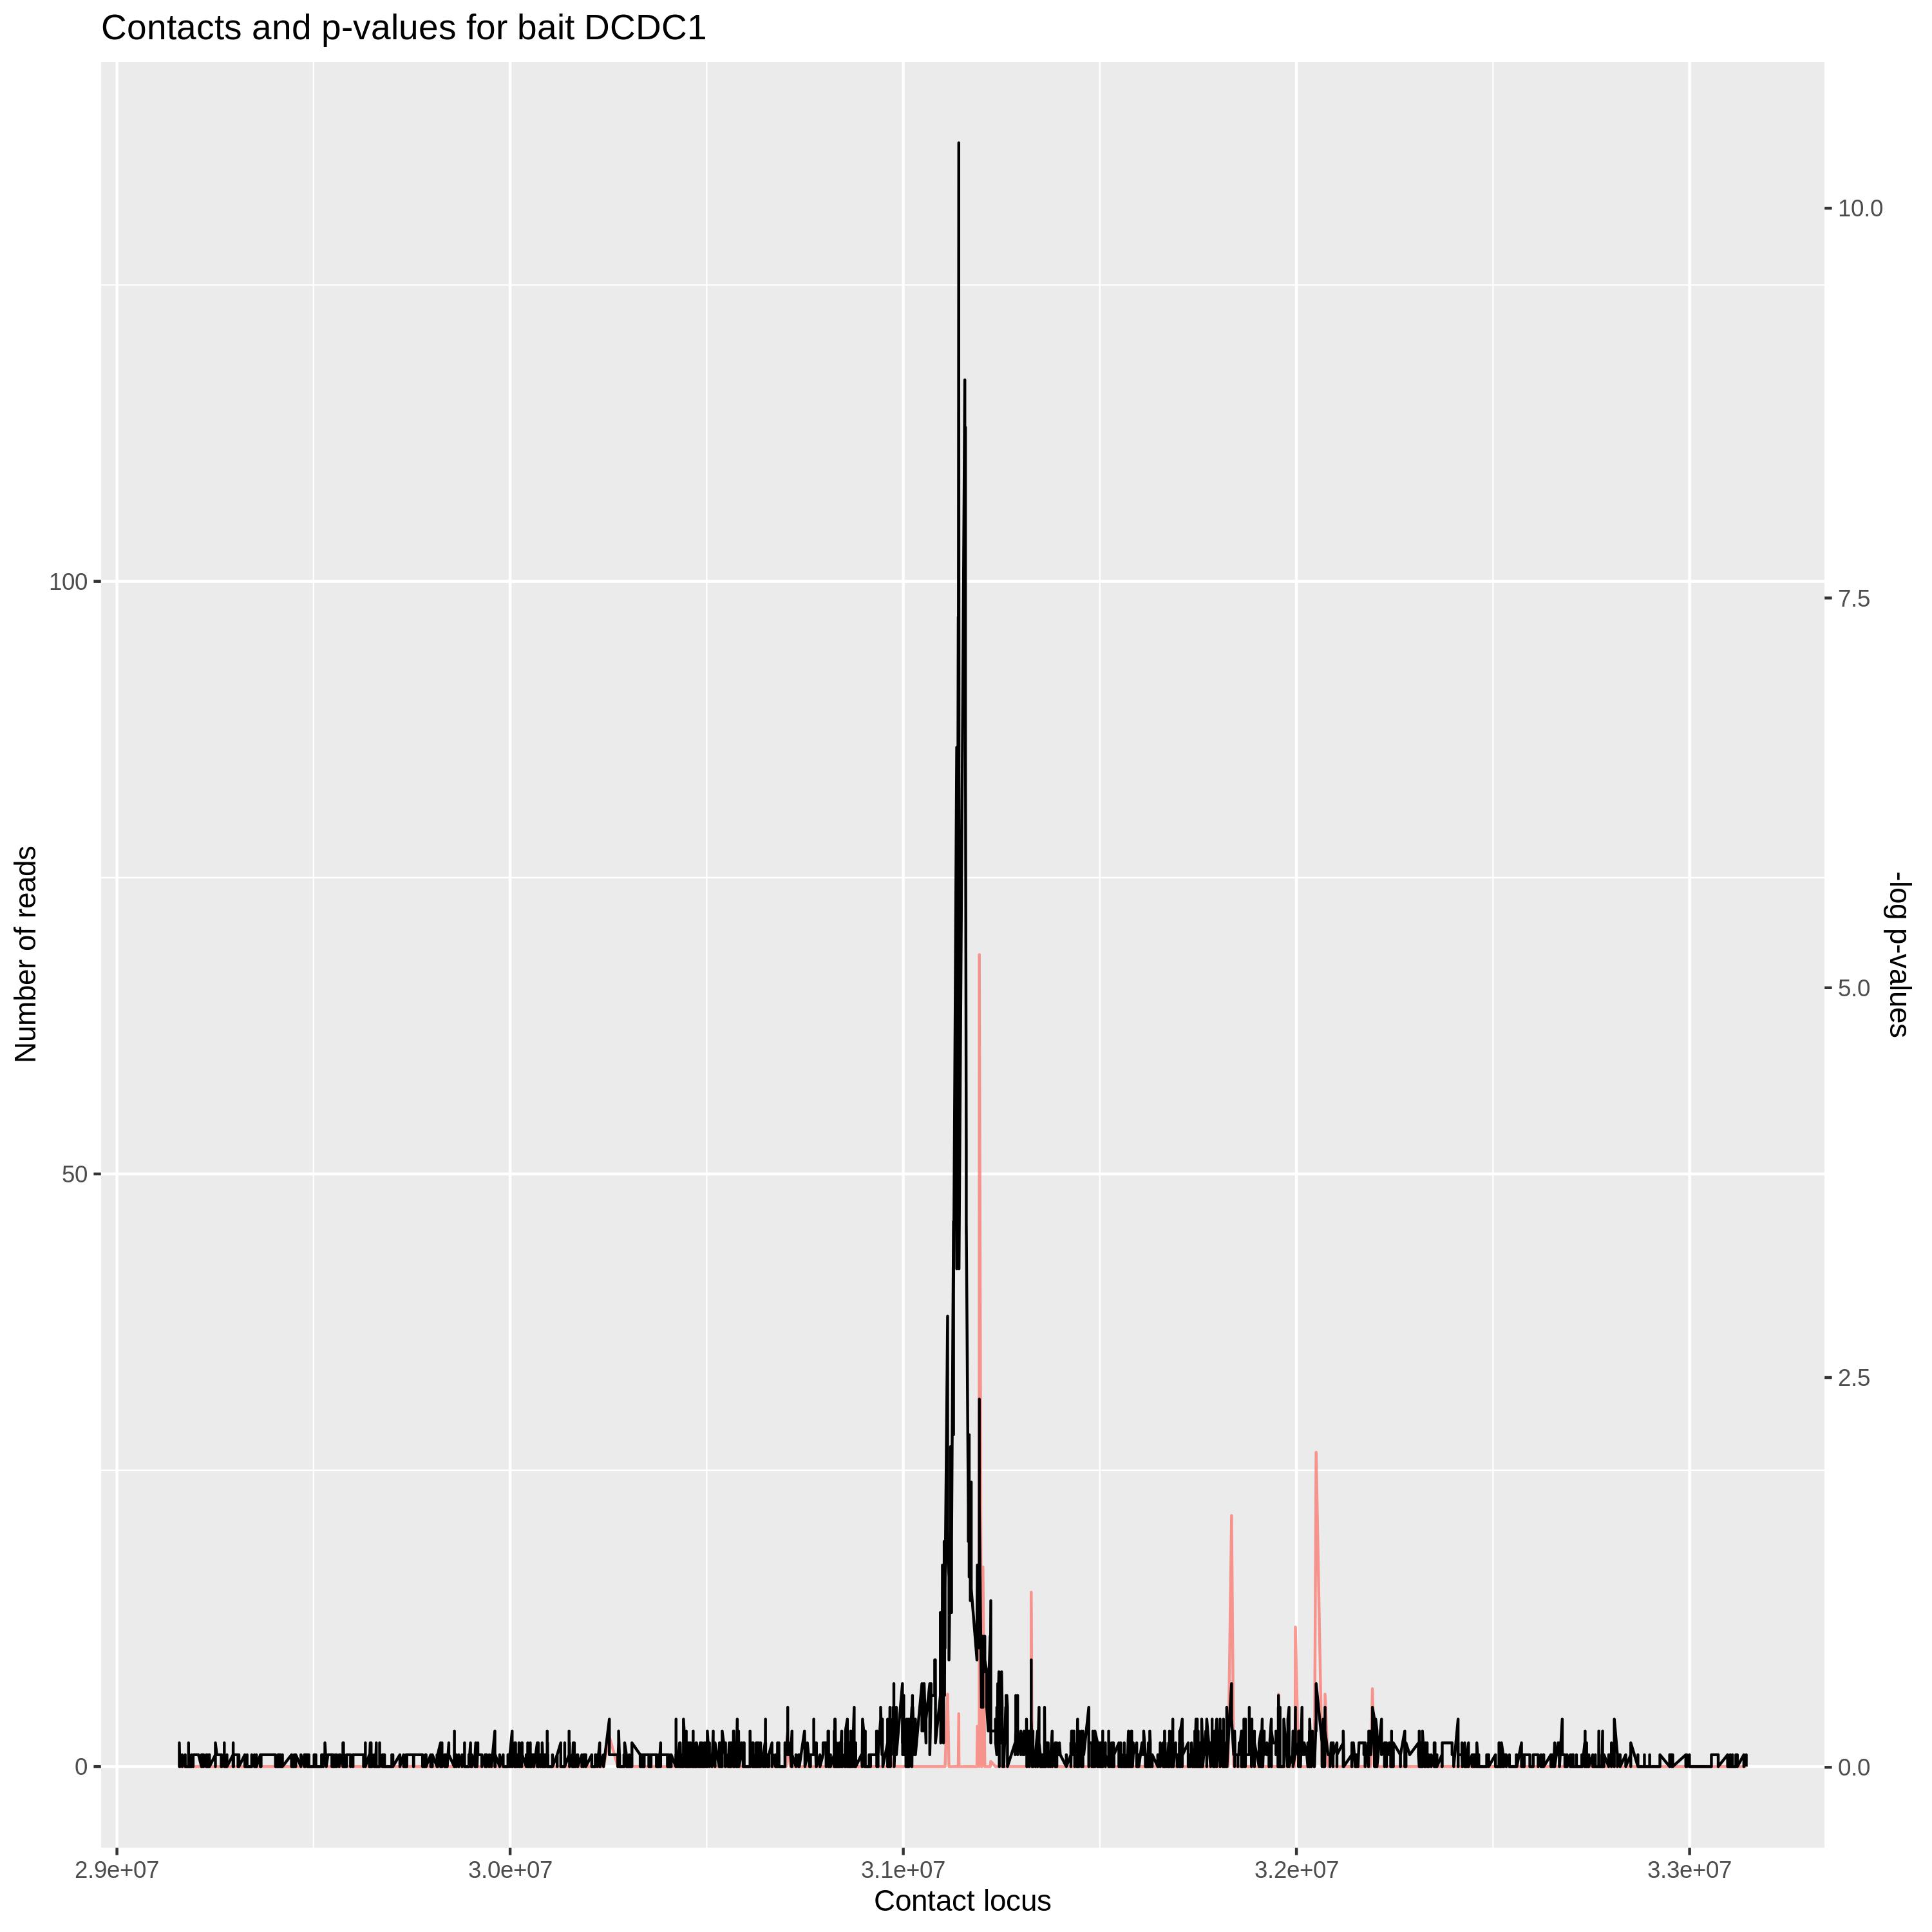 Contacts and p-values for bait DCDC1
Number of reads
100
50
0
10.0
7.5
5.0
2.5
0.0
-log p-values
2.9e+07
3.0e+07
3.1e+07
3.2e+07
3.3e+07
Contact locus